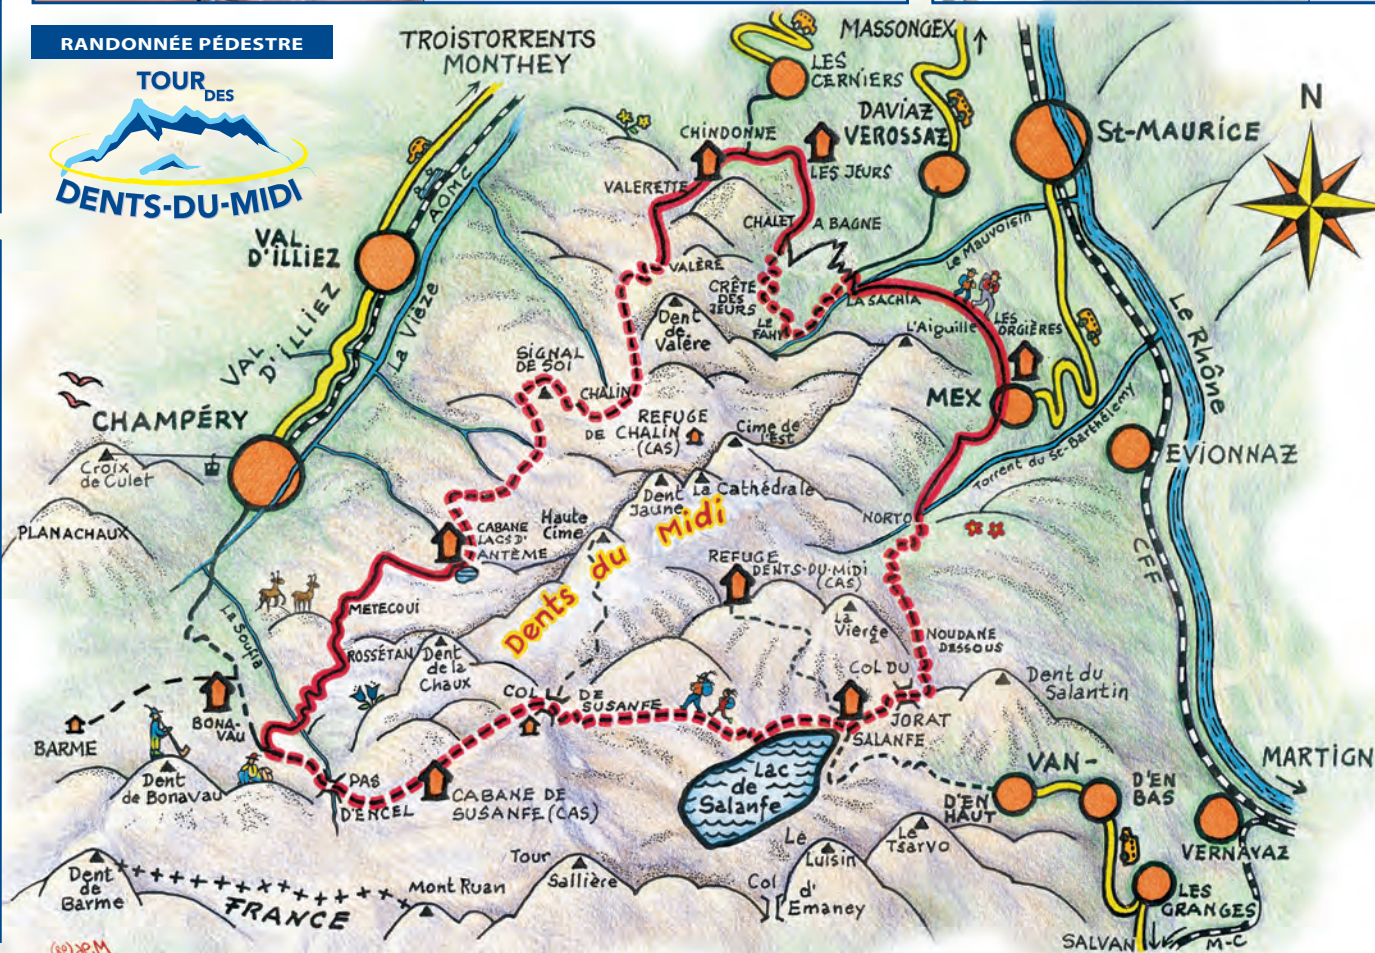 RANDONNÉE PÉDESTRE
TOUR
DES
DENTS-DU-MIDI
TROISTORRENTS
MONTHEY
AOMC
VAL
D'ILLIEZ
VAL
D'ILLIEZ
La Vièze
CHAMPÉRY
Croix
de Culet
PLANACHAUX
La Saufla
BARME
BONA-
VAU
Dent
de Bonavau
Dent
de
Barme
FRANCE
Mont Ruan
Tour
Sallière
MASSONGEX
LES
CERNIERS
DAVIAZ
VEROSSAZ
CHINDONNE
LES JEURS
VALERETTE
CHALET
A BAGNE
VALÈRE
CRÊTE
DES
JEURS
LE
FAHY
LA SACHIA
Le Mauvoisin
St-MAURICE
N
Le Rhône
L'Aiguille
LES
ORGIÈRES
MEX
Torrent du St-Barthélemy
EVIONNAZ
CFF
Dent
de
Valère
SIGNAL
DE SOI
CHALIN
REFUGE
DE CHALIN
(CAS)
Cime de
l'Est
Dent
Jaune
La Cathédrale
Haute
Cime
CABANE
LACS D'
ANTÈME
Dents du Midi
METECOUI
ROSSÉTAN
Dent
de la
Chaux
REFUGE
DENTS-DU-MIDI
(CAS)
La
Vierge
NORTO
NOUDANE
DESSOUS
COL DU
JORAT
Dent du
Salantin
SALANFE
COL
DE
SUSANFE
PAS
D'ENCEL
CABANE DE
SUSANFE (CAS)
Lac
de
Salanfe
VAN-
D'EN
HAUT
D'EN
BAS
MARTIGN
VERNAYAZ
LES
GRANGES
SALVAN
M-C
Le
Luisin
Le
Tsarvo
Col
d'
Emaney